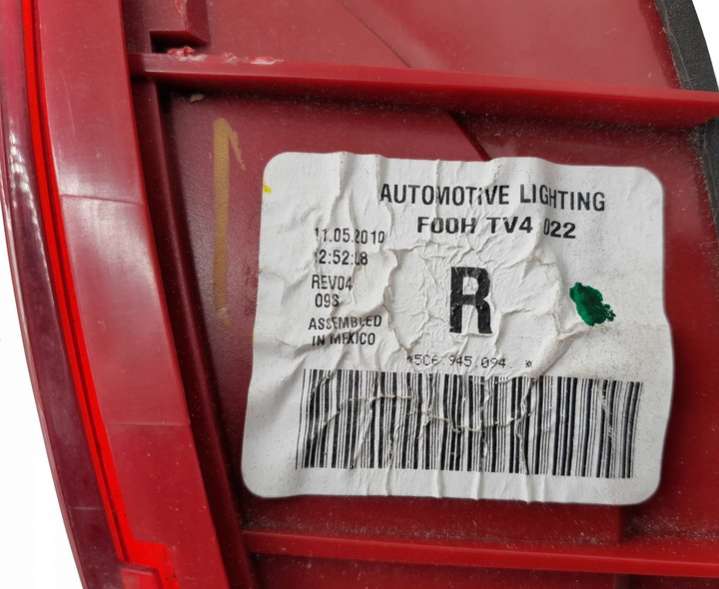 AUTOMOTIVE LIGHTING
F00H TV4 022
11.05.2010
12:52:08
REV04
09S
ASSEMBLED
IN MEXICO
R
*5C6.945.094. *